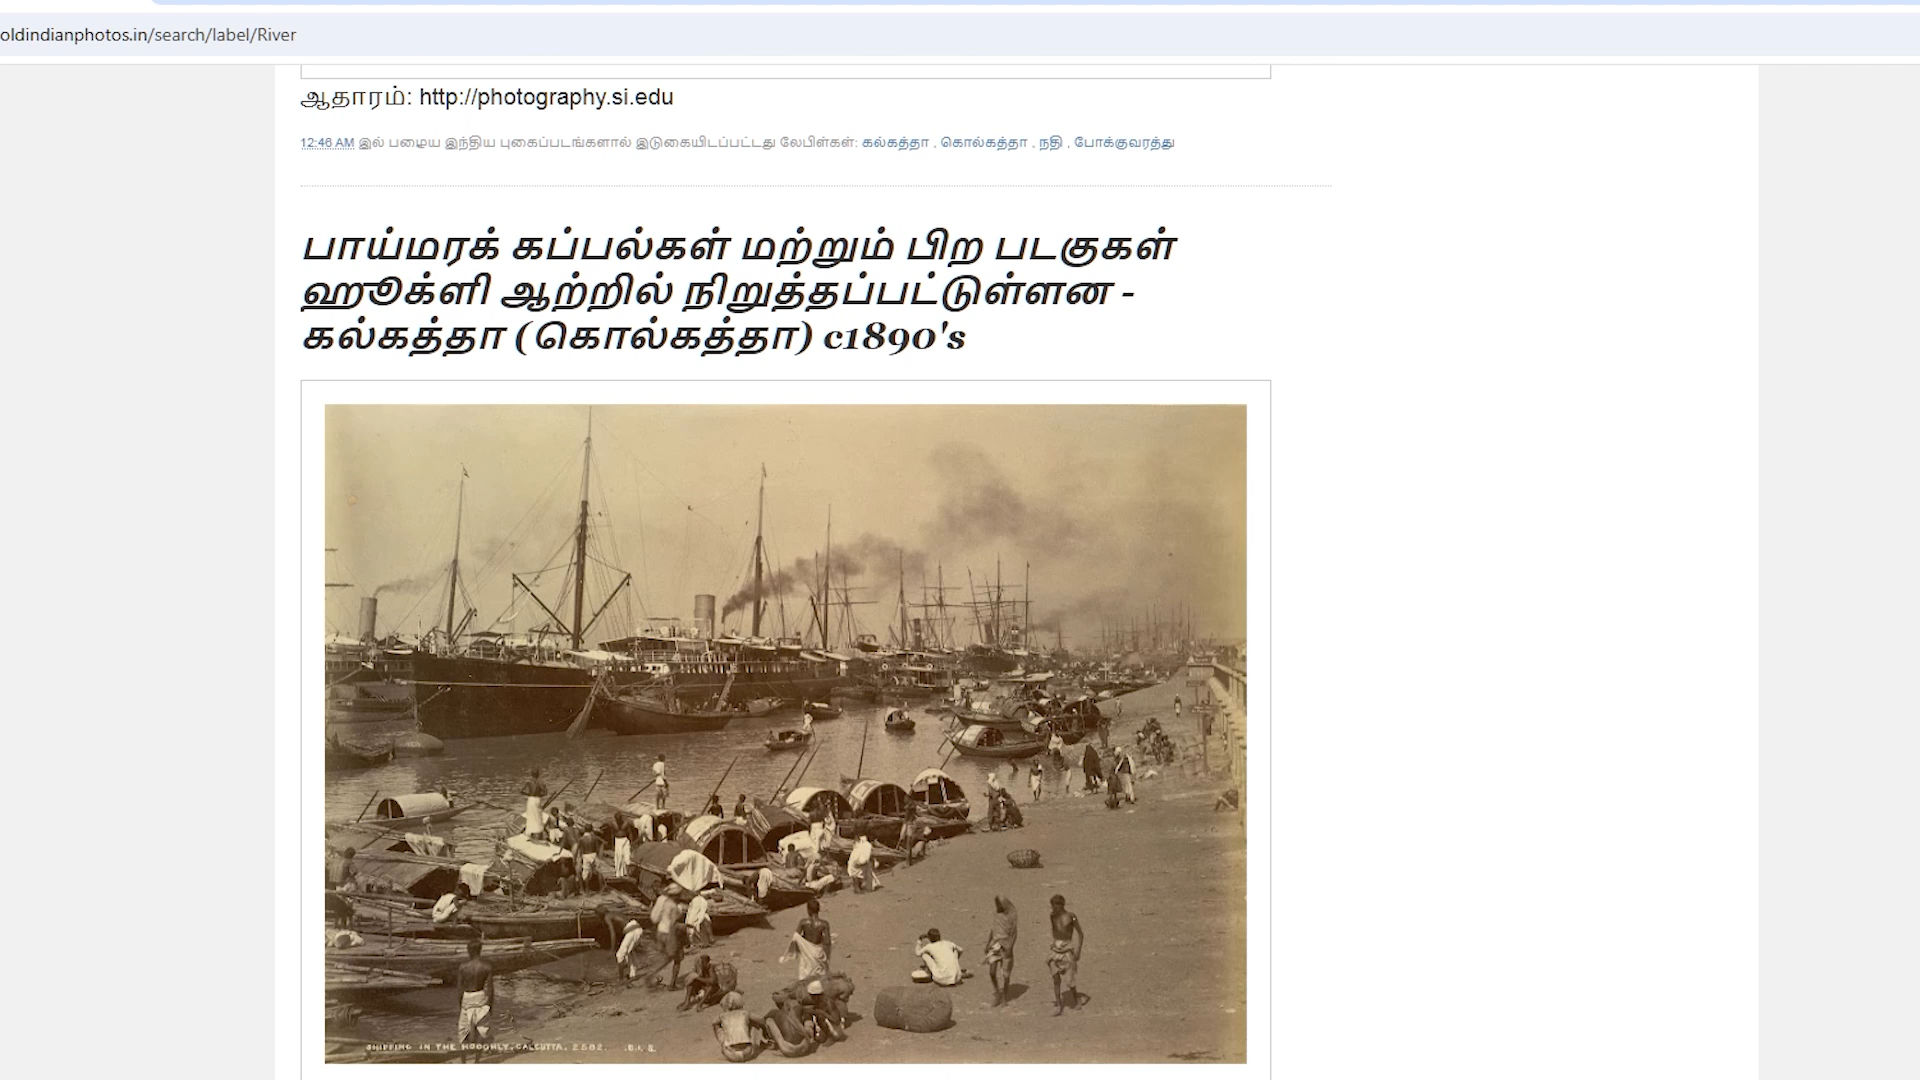 oldindianphotos.in/search/label/River
ஆதாரம்: http://photography.si.edu
12:46 AM இல் பழைய இந்திய புகைப்படங்களால் இடுகையிடப்பட்டது லேபிள்கள்: கல்கத்தா , கொல்கத்தா , நதி , போக்குவரத்து
பாய்மரக் கப்பல்கள் மற்றும் பிற படகுகள்
ஹூக்ளி ஆற்றில் நிறுத்தப்பட்டுள்ளன -
கல்கத்தா (கொல்கத்தா) c1890's
SHIPPING IN THE HOOGHLY. CALCUTTA. 2582.